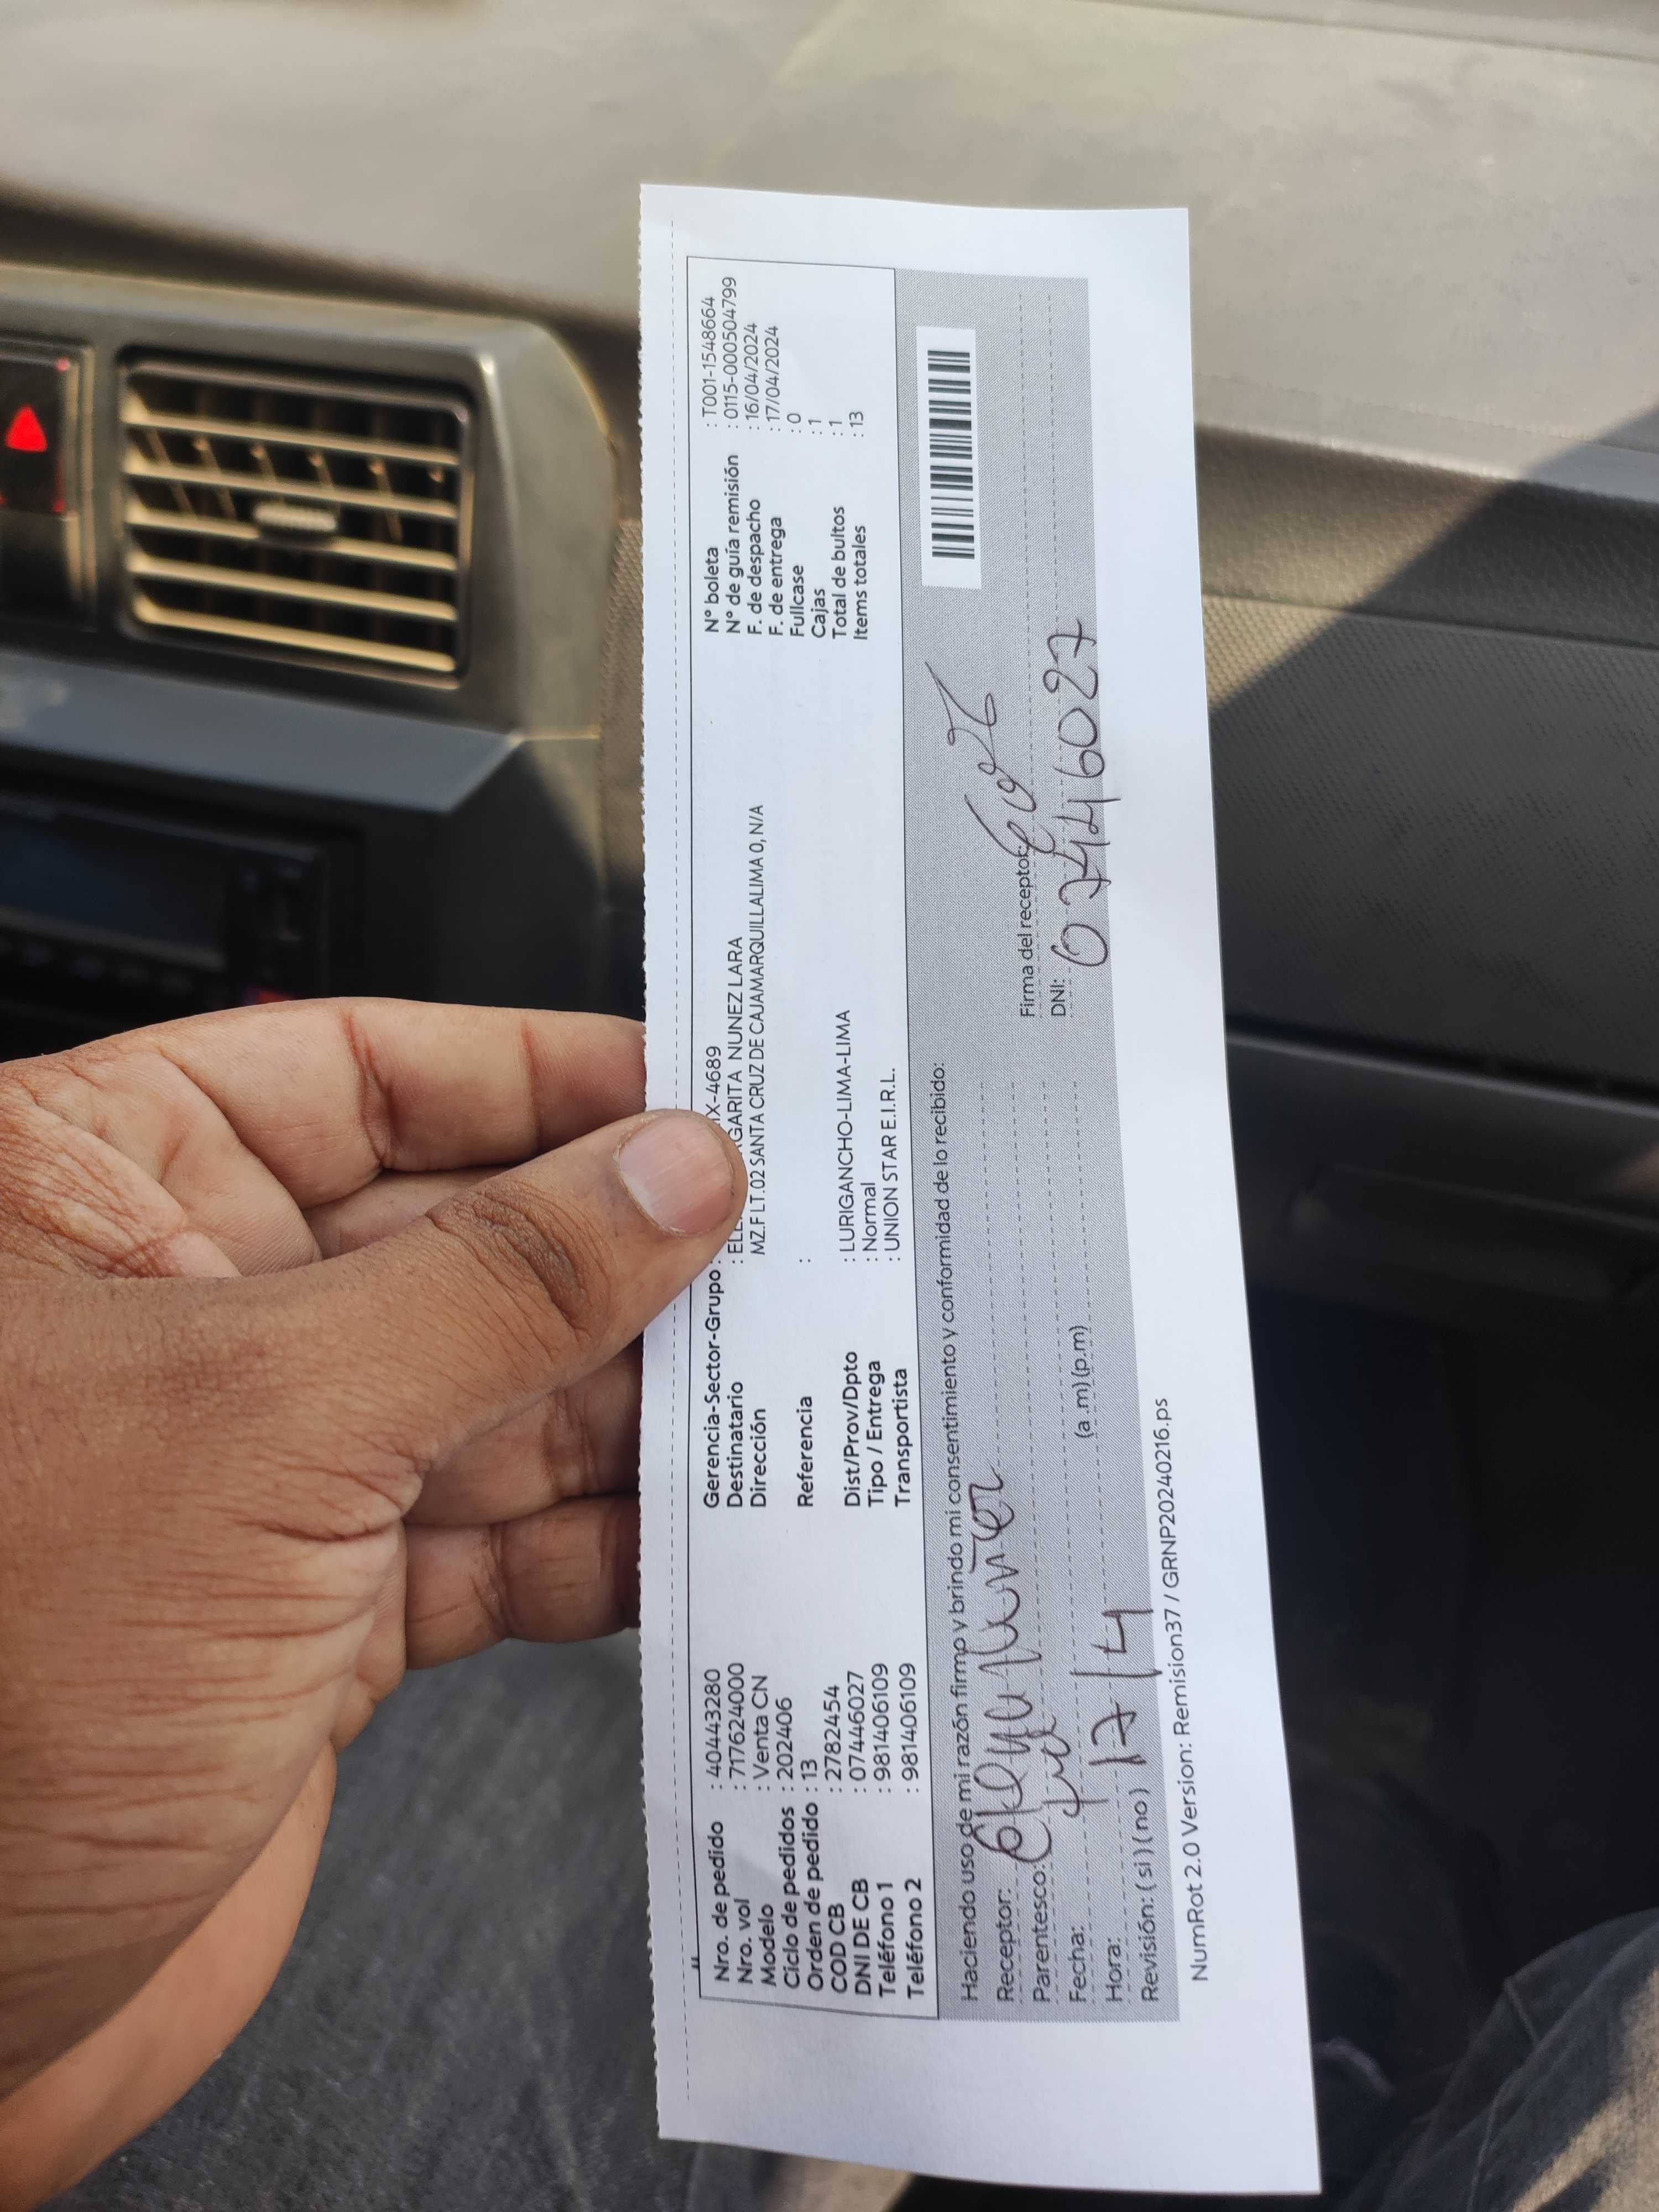 Nro. de pedido : 40443280
Nro. vol : 717624000
Modelo : Venta CN
Ciclo de pedidos : 202406
Orden de pedido : 13
COD CB : 2782454
DNI DE CB : 07446027
Teléfono 1 : 981406109
Teléfono 2 : 981406109
Gerencia-Sector-Grupo : X-4689
Destinatario : GARITA NUNEZ LARA
Dirección MZ.F LT.02 SANTA CRUZ DE CAJAMARQUILLALIMA 0, N/A
Referencia :
Dist/Prov/Dpto : LURIGANCHO-LIMA-LIMA
Tipo / Entrega : Normal
Transportista : UNION STAR E.I.R.L.
N° boleta : T001-1548664
N° de guía remisión : 0115-000504799
F. de despacho : 16/04/2024
F. de entrega : 17/04/2024
Fullcase : 0
Cajas : 1
Total de bultos : 1
Items totales : 13
Haciendo uso de mi razón firmo y brindo mi consentimiento y conformidad de lo recibido:
Receptor:
Parentesco:
Fecha:
Hora: 17/4 (a .m) (p.m)
Revisión: ( si ) ( no )
Firma del receptor:
DNI: 07446027
NumRot 2.0 Version: Remision37 / GRNP20240216.ps